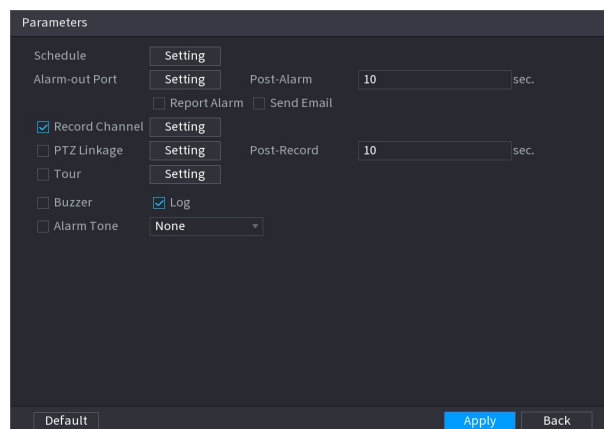 Parameters
Schedule Setting
Alarm-out Port Setting Post-Alarm 10 sec.
Report Alarm Send Email
Record Channel Setting
PTZ Linkage Setting Post-Record 10 sec.
Tour Setting
Buzzer Log
Alarm Tone None
Default Apply Back